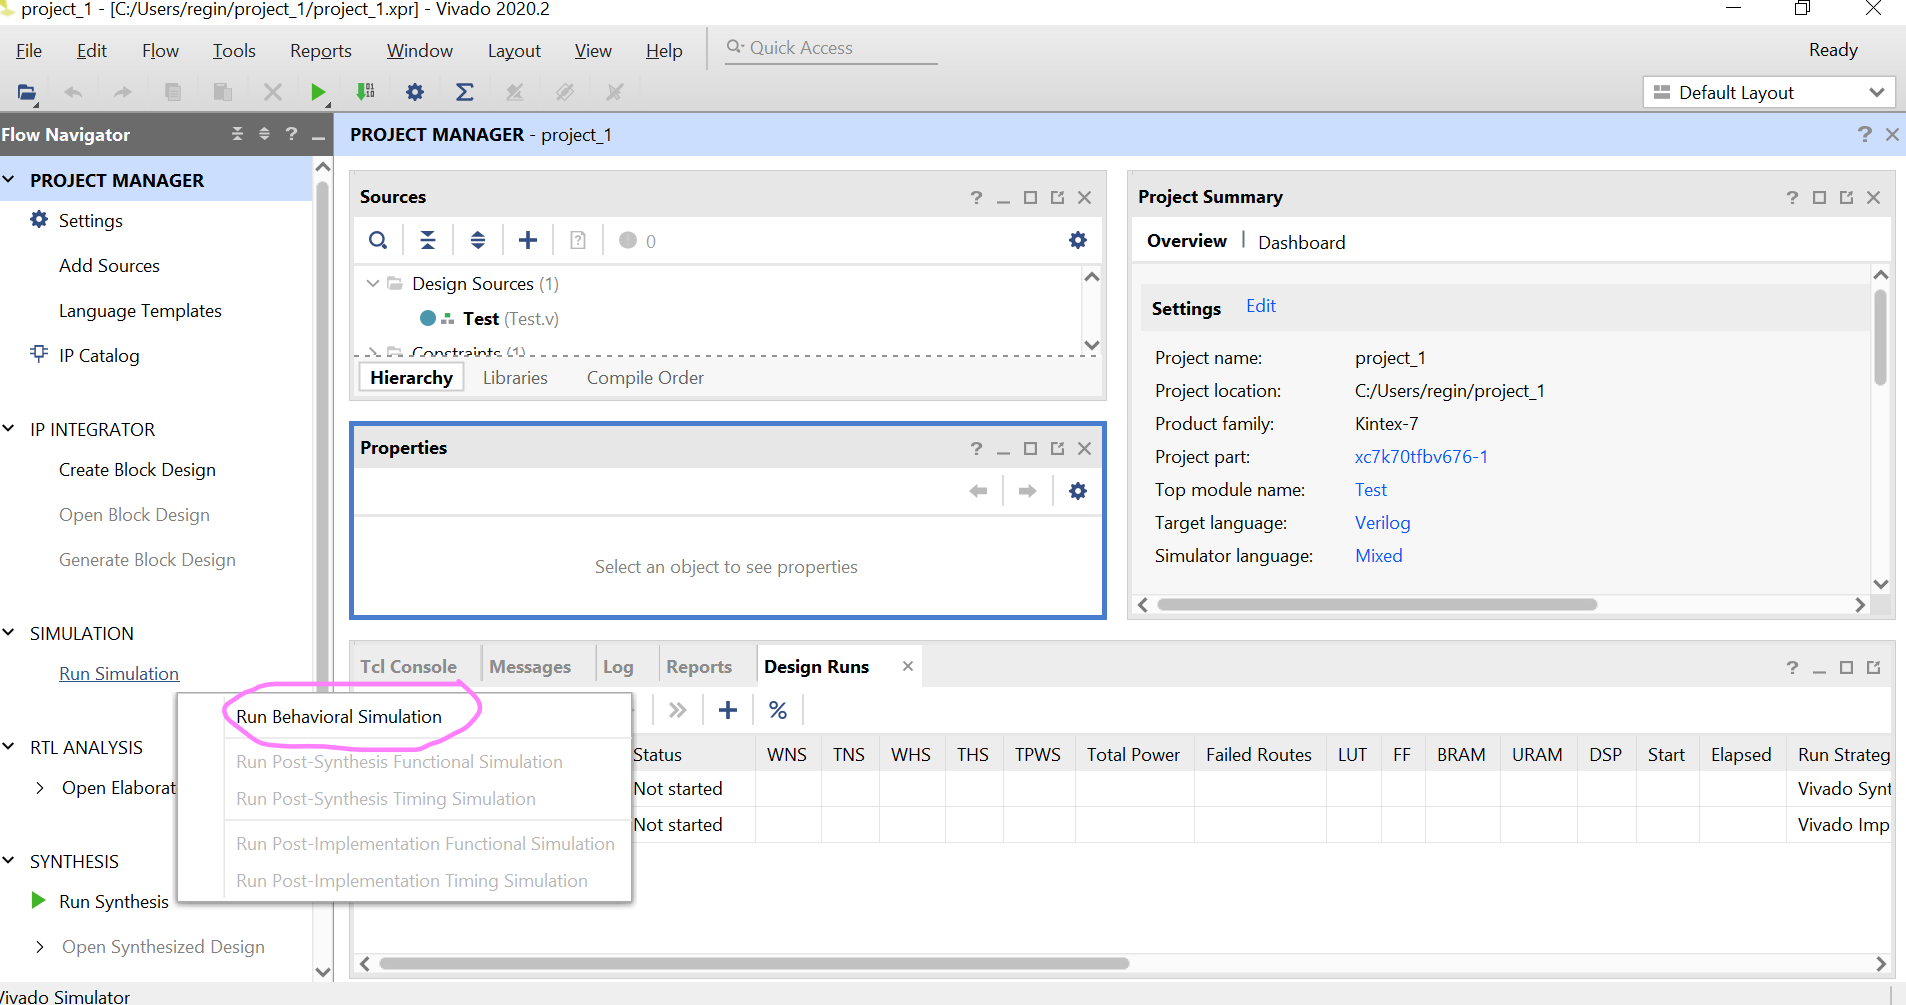 project_1 - [C:/Users/regin/project_1/project_1.xpr] - Vivado 2020.2
File Edit Flow Tools Reports Window Layout View Help Quick Access Ready
Default Layout
Flow Navigator
PROJECT MANAGER
Settings
Add Sources
Language Templates
IP Catalog
IP INTEGRATOR
Create Block Design
Open Block Design
Generate Block Design
SIMULATION
Run Simulation
Run Behavioral Simulation
Run Post-Synthesis Functional Simulation
Run Post-Synthesis Timing Simulation
Run Post-Implementation Functional Simulation
Run Post-Implementation Timing Simulation
RTL ANALYSIS
Open Elaborat
SYNTHESIS
Run Synthesis
Open Synthesized Design
PROJECT MANAGER - project_1
Sources
0
Design Sources (1)
Test (Test.v)
Constraints (1)
Hierarchy Libraries Compile Order
Properties
Select an object to see properties
Project Summary
Overview | Dashboard
Settings Edit
Project name: project_1
Project location: C:/Users/regin/project_1
Product family: Kintex-7
Project part: xc7k70tfbv676-1
Top module name: Test
Target language: Verilog
Simulator language: Mixed
Tcl Console Messages Log Reports Design Runs
Status WNS TNS WHS THS TPWS Total Power Failed Routes LUT FF BRAM URAM DSP Start Elapsed Run Strateg
Not started Vivado Synt
Not started Vivado Imp
Vivado Simulator